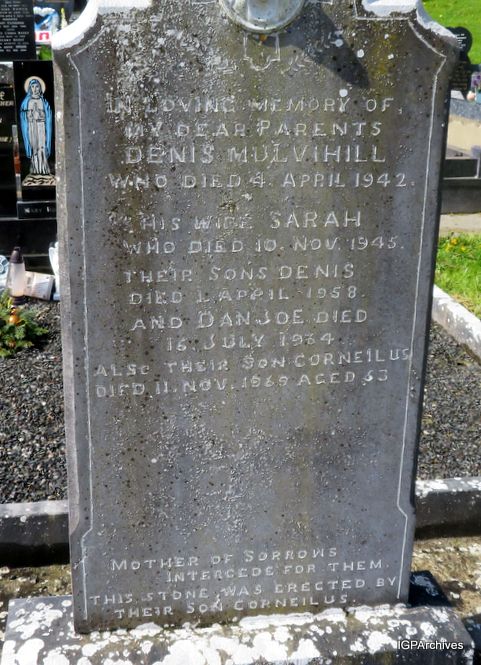 IN LOVING MEMORY OF,
MY DEAR PARENTS
DENIS MULVIHILL
WHO DIED 4. APRIL 1942.
HIS WIFE SARAH
WHO DIED 10. NOV. 1945.
THEIR SONS DENIS
DIED 1. APRIL 1958.
AND DAN JOE DIED
JULY
ALSO THEIR SON CORNEILUS
DIED 11. NOV. 1969 AGED 63
MOTHER OF SORROWS
INTERCEDE FOR THEM.
THIS STONE WAS ERECTED BY
THEIR SON CORNEILUS.
IGPArchives